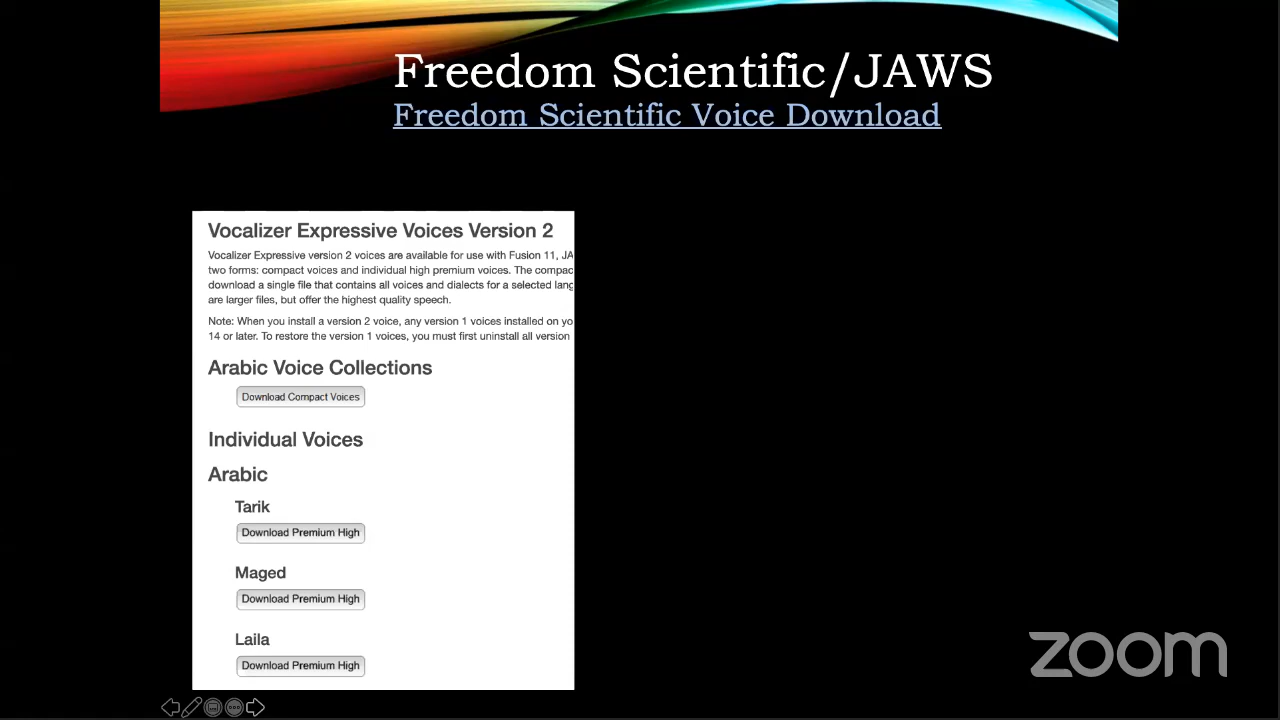 Freedom Scientific/JAWS
Freedom Scientific Voice Download
Vocalizer Expressive Voices Version 2
Vocalizer Expressive version 2 voices are available for use with Fusion 11, JA
two forms: compact voices and individual high premium voices. The compac
download a single file that contains all voices and dialects for a selected lang
are larger files, but offer the highest quality speech.
Note: When you install a version 2 voice, any version 1 voices installed on yo
14 or later. To restore the version 1 voices, you must first uninstall all version
Arabic Voice Collections
Download Compact Voices
Individual Voices
Arabic
Tarik
Download Premium High
Maged
Download Premium High
Laila
Download Premium High
zoom